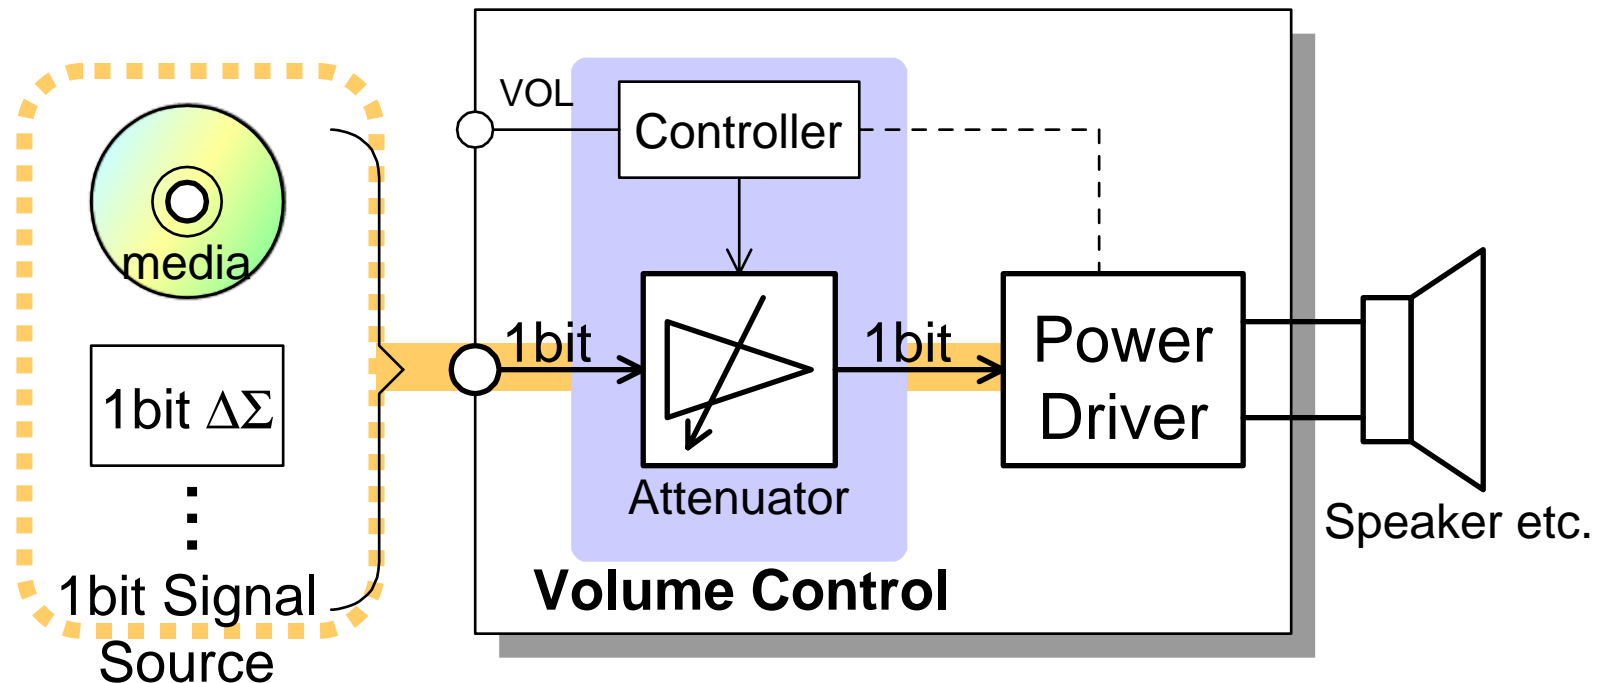 media
1bit ΔΣ
1bit Signal
Source
VOL
Controller
1bit
Attenuator
1bit
Volume Control
Power
Driver
Speaker etc.